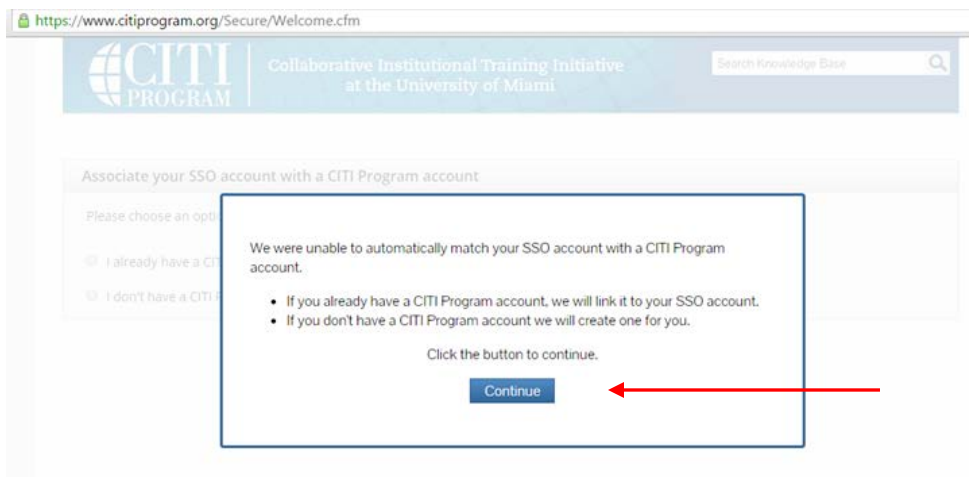 https://www.citiprogram.org/Secure/Welcome.cfm
CITI
PROGRAM
Collaborative Institutional Training Initiative
at the University of Miami
Search Knowledge Base
Associate your SSO account with a CITI Program account
Please choose an
I already have a
I don't have a CITI
We were unable to automatically match your SSO account with a CITI Program
account.
• If you already have a CITI Program account, we will link it to your SSO account.
• If you don't have a CITI Program account we will create one for you.
Click the button to continue.
Continue